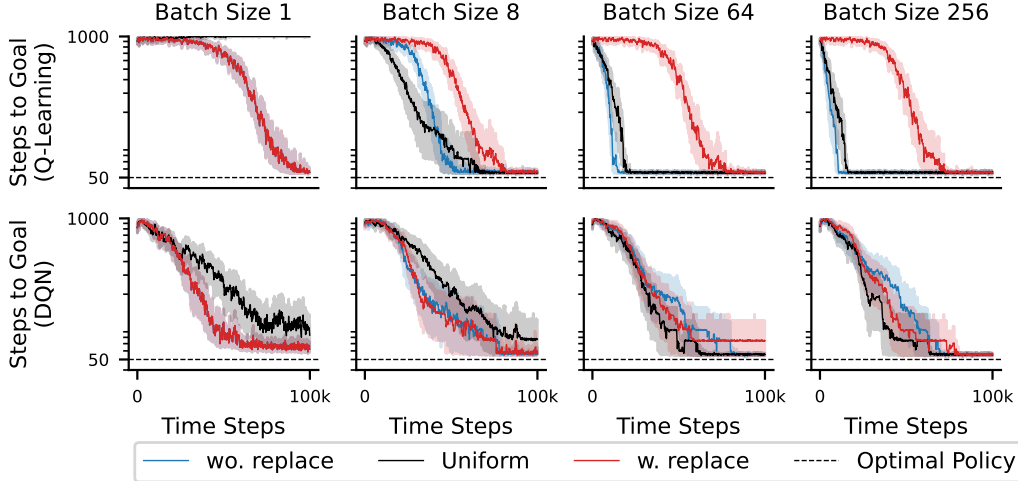 Batch Size 1
Batch Size 8
Batch Size 64
Batch Size 256
Steps to Goal
(Q-Learning)
1000
50
Steps to Goal
(DQN)
1000
50
0
100k
0
100k
0
100k
0
100k
Time Steps
Time Steps
Time Steps
Time Steps
wo. replace
Uniform
w. replace
Optimal Policy